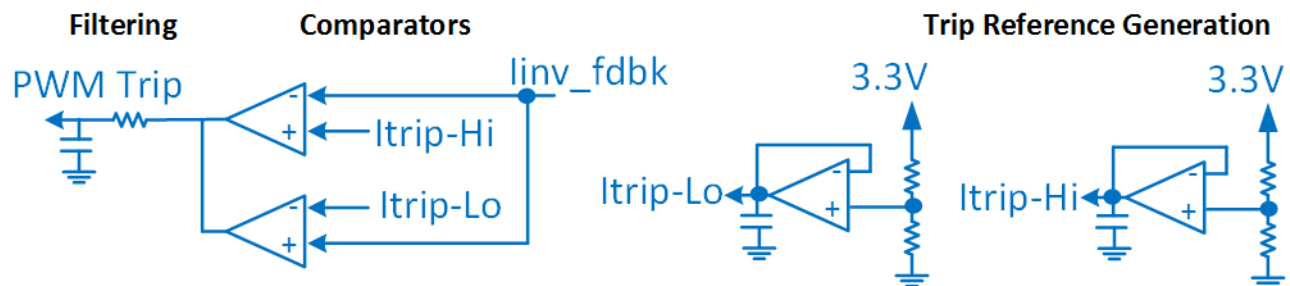 Filtering
Comparators
Trip Reference Generation
PWM Trip
Iinv_fdbk
3.3V
3.3V
-
+
Itrip-Hi
-
+
Itrip-Lo
Itrip-Lo
-
+
Itrip-Hi
-
+